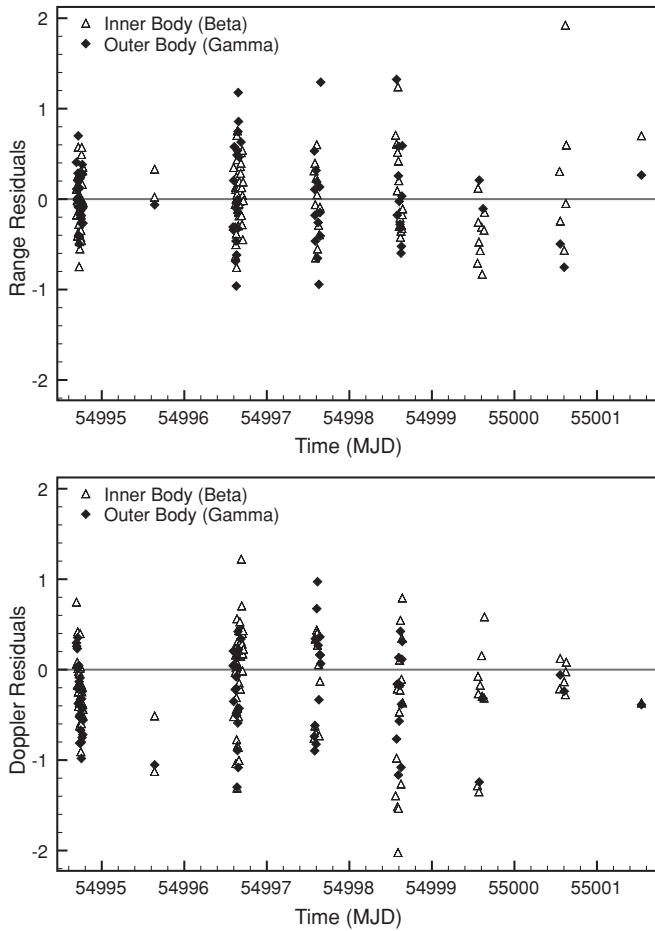 2
Inner Body (Beta)
Outer Body (Gamma)
1
0
-1
-2
Range Residuals
54995 54996 54997 54998 54999 55000 55001
Time (MJD)
2
Inner Body (Beta)
Outer Body (Gamma)
1
0
-1
-2
Doppler Residuals
54995 54996 54997 54998 54999 55000 55001
Time (MJD)